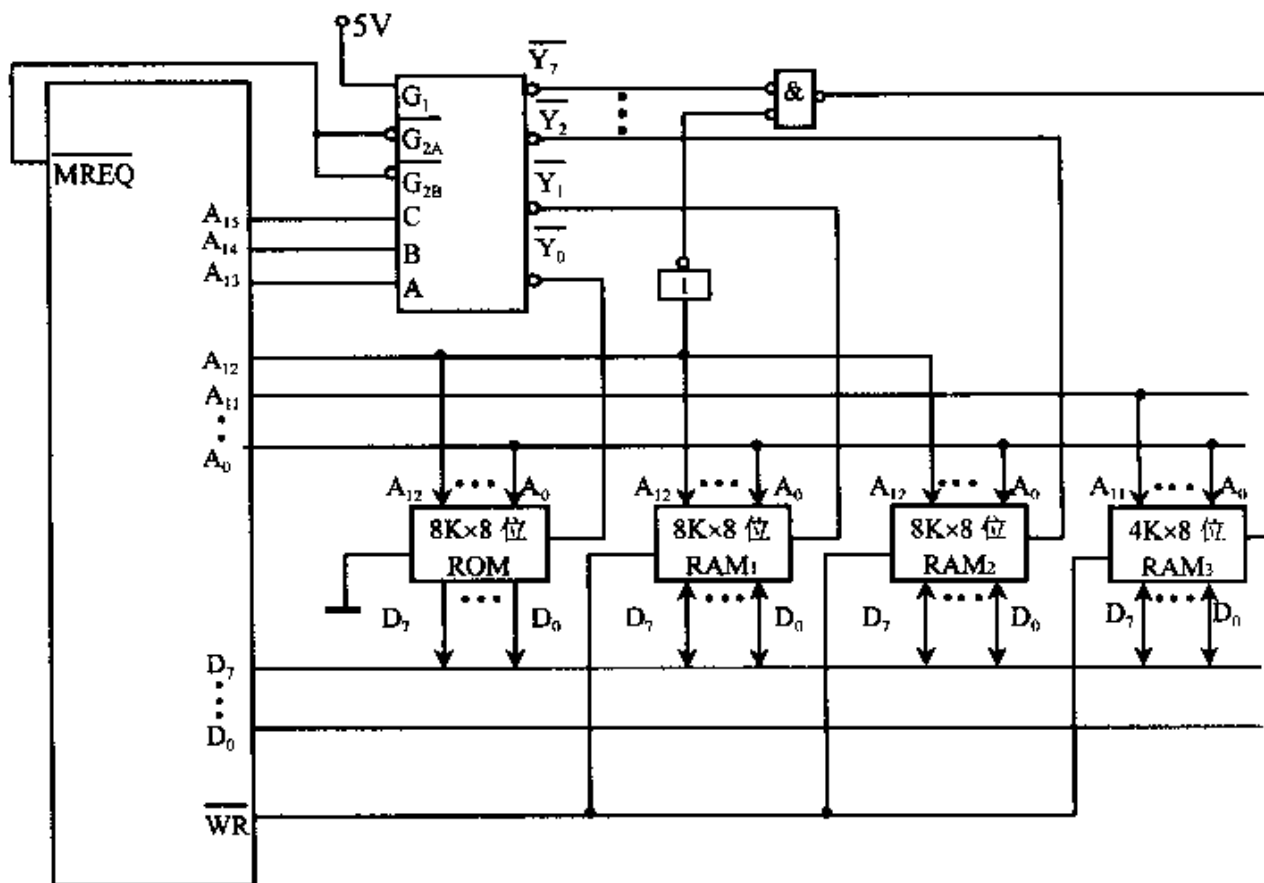 5V
G₁
G₂A
G₂B
C
B
A
Y₇
Y₂
Y₁
Y₀
&
1
MREQ
A₁₅
A₁₄
A₁₃
A₁₂
A₁₁
A₀
A₁₂ ••• A₀
8K×8 位
ROM
D₇ ••• D₀
A₁₂ ••• A₀
8K×8 位
RAM₁
D₇ ••• D₀
A₁₂ ••• A₀
8K×8 位
RAM₂
D₇ ••• D₀
A₁₁ ••• A₀
4K×8 位
RAM₃
D₇ ••• D₀
D₇
D₀
WR